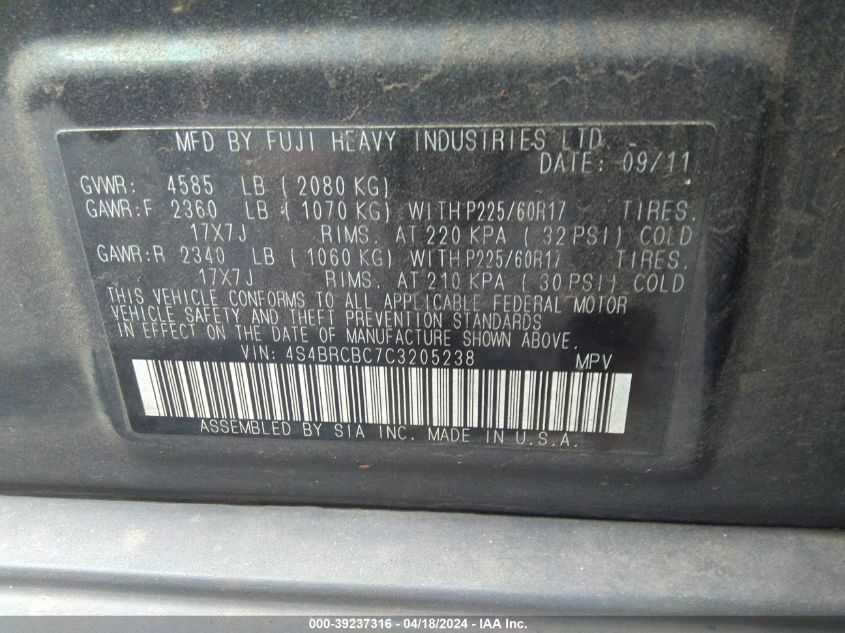 MFD BY FUJI HEAVY INDUSTRIES LTD.
DATE: 09/11
GVWR: 4585 LB ( 2080 KG)
GAWR:F 2360 LB ( 1070 KG) WITH P225/60R17 TIRES.
17X7J RIMS. AT 220 KPA ( 32 PSI) COLD
GAWR:R 2340 LB ( 1060 KG) WITH P225/60R17 TIRES.
17X7J RIMS. AT 210 KPA ( 30 PSI) COLD
THIS VEHICLE CONFORMS TO ALL APPLICABLE FEDERAL MOTOR
VEHICLE SAFETY AND THEFT PREVENTION STANDARDS
IN EFFECT ON THE DATE OF MANUFACTURE SHOWN ABOVE.
VIN: 4S4BRCBC7C3205238 MPV
ASSEMBLED BY SIA INC. MADE IN U.S.A.
000-39237316 - 04/18/2024 - IAA Inc.